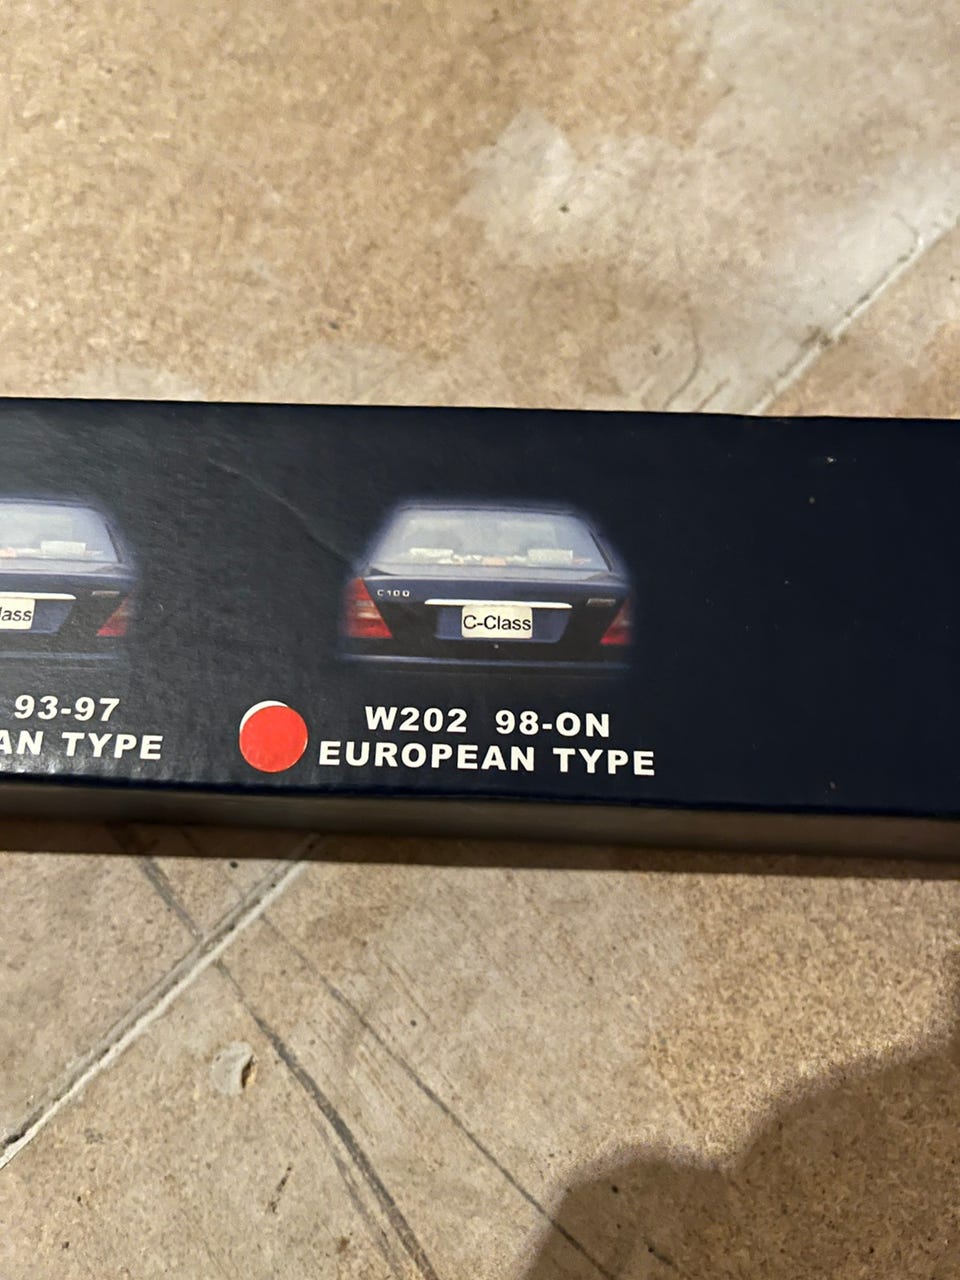 lass
93-97
AN TYPE
C100
C-Class
W202 98-ON
EUROPEAN TYPE